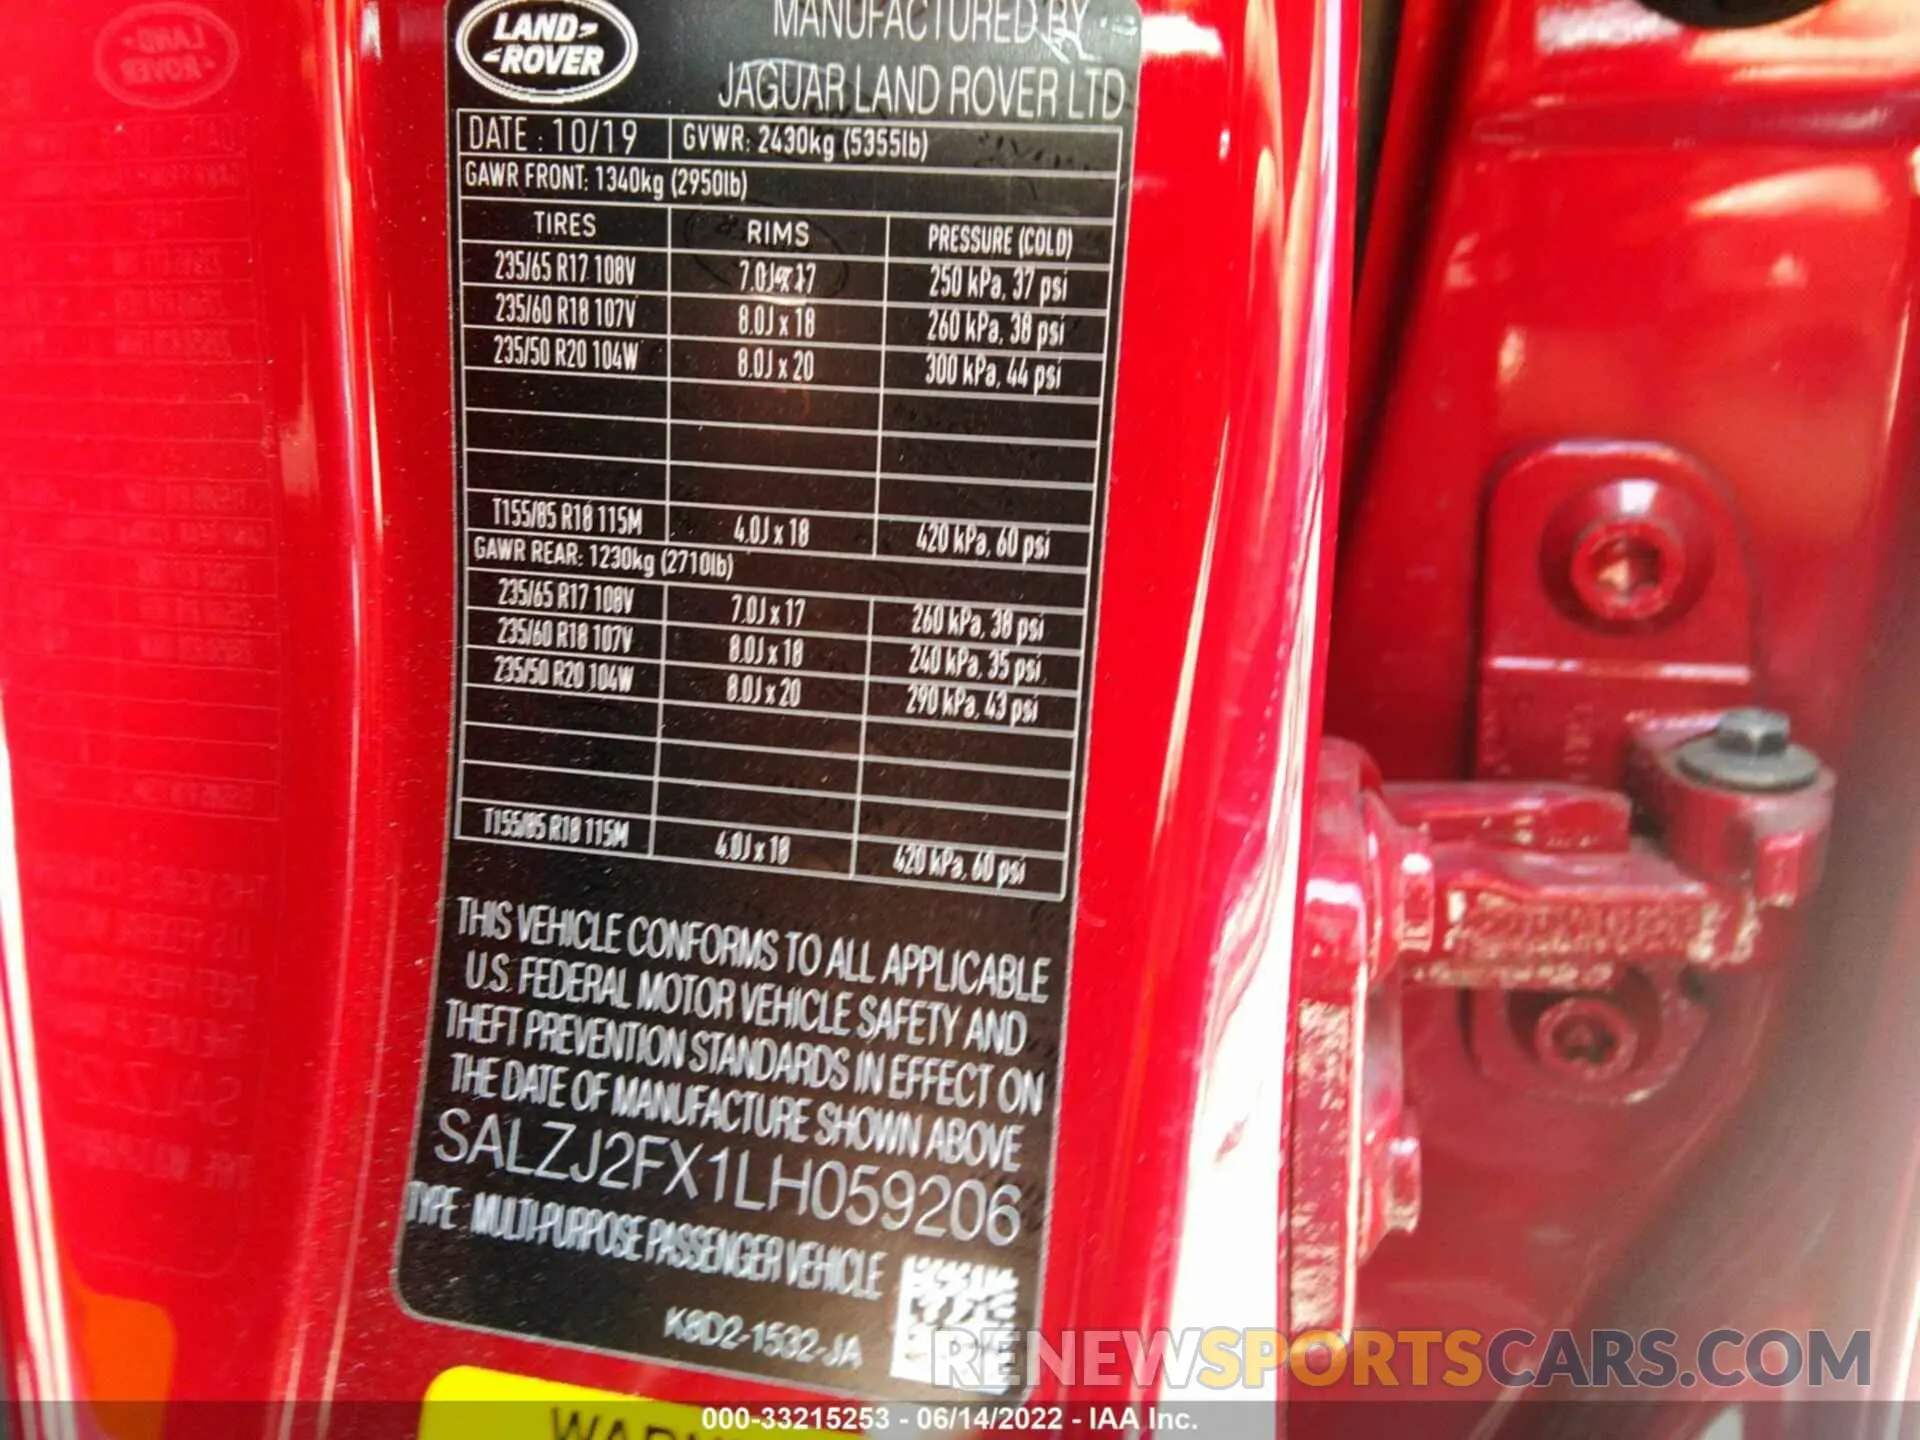 LAND ROVER
MANUFACTURED BY
JAGUAR LAND ROVER LTD
DATE : 10/19 GVWR: 2430kg (5355lb)
GAWR FRONT: 1340kg (2950lb)
TIRES RIMS PRESSURE (COLD)
235/65 R17 108V 7.0J x 17 250 kPa, 37 psi
235/60 R18 107V 8.0J x 18 260 kPa, 38 psi
235/50 R20 104W 8.0J x 20 300 kPa, 44 psi
T155/85 R18 115M 4.0J x 18 420 kPa, 60 psi
GAWR REAR: 1230kg (2710lb)
235/65 R17 108V 7.0J x 17 260 kPa, 38 psi
235/60 R18 107V 8.0J x 18 240 kPa, 35 psi
235/50 R20 104W 8.0J x 20 290 kPa, 43 psi
T155/85 R18 115M 4.0J x 18 420 kPa, 60 psi
THIS VEHICLE CONFORMS TO ALL APPLICABLE
U.S. FEDERAL MOTOR VEHICLE SAFETY AND
THEFT PREVENTION STANDARDS IN EFFECT ON
THE DATE OF MANUFACTURE SHOWN ABOVE
SALZJ2FX1LH059206
TYPE : MULTI-PURPOSE PASSENGER VEHICLE
K8D2-1532-JA
RENEWSPORTSCARS.COM
000-33215253 - 06/14/2022 - IAA Inc.